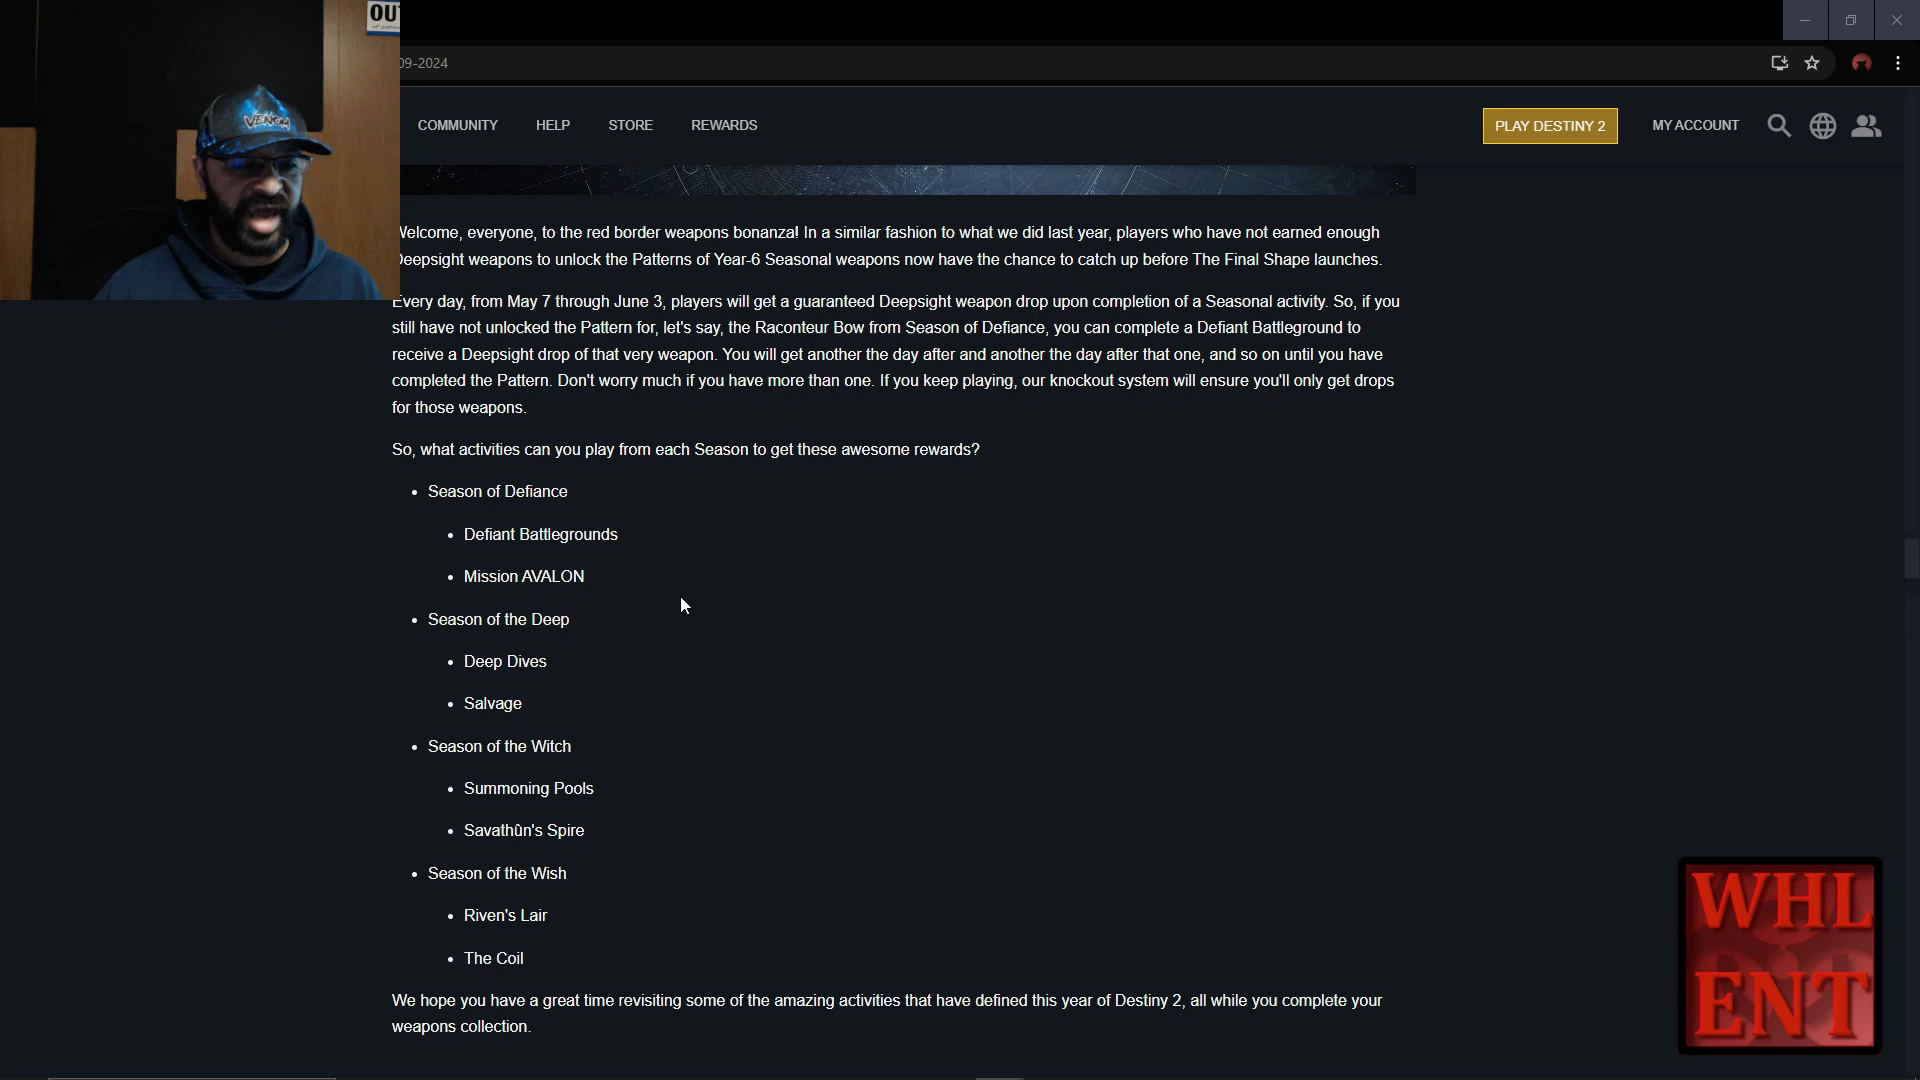 OU
VENOM
09-2024
COMMUNITY HELP STORE REWARDS PLAY DESTINY 2 MY ACCOUNT
Welcome, everyone, to the red border weapons bonanza! In a similar fashion to what we did last year, players who have not earned enough
Deepsight weapons to unlock the Patterns of Year-6 Seasonal weapons now have the chance to catch up before The Final Shape launches.
Every day, from May 7 through June 3, players will get a guaranteed Deepsight weapon drop upon completion of a Seasonal activity. So, if you
still have not unlocked the Pattern for, let's say, the Raconteur Bow from Season of Defiance, you can complete a Defiant Battleground to
receive a Deepsight drop of that very weapon. You will get another the day after and another the day after that one, and so on until you have
completed the Pattern. Don't worry much if you have more than one. If you keep playing, our knockout system will ensure you'll only get drops
for those weapons.
So, what activities can you play from each Season to get these awesome rewards?
• Season of Defiance
• Defiant Battlegrounds
• Mission AVALON
• Season of the Deep
• Deep Dives
• Salvage
• Season of the Witch
• Summoning Pools
• Savathûn's Spire
• Season of the Wish
• Riven's Lair
• The Coil
We hope you have a great time revisiting some of the amazing activities that have defined this year of Destiny 2, all while you complete your
weapons collection.
WHL
ENT